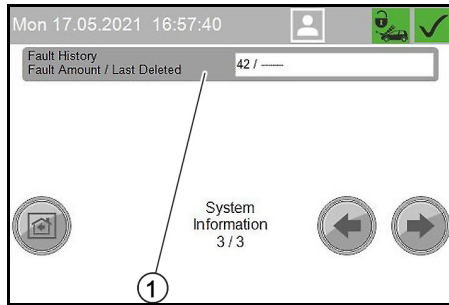 Mon 17.05.2021 16:57:40
Fault History
Fault Amount / Last Deleted
42 / -------
System
Information
3 / 3
1